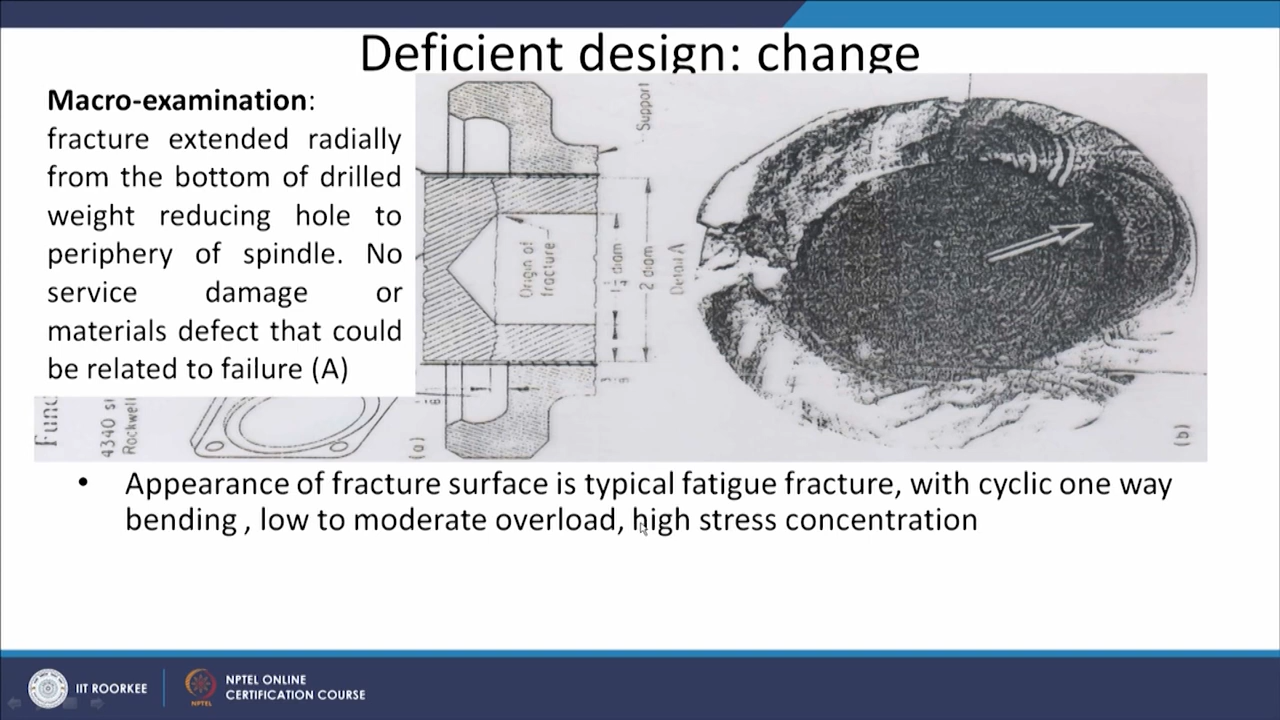 Deficient design: change
Macro-examination:
fracture extended radially
from the bottom of drilled
weight reducing hole to
periphery of spindle. No
service damage or
materials defect that could
be related to failure (A)
Support
Origin of
fracture
1 1/4 diam
2 diam
Detail A
4340
Rockwell
(a)
(b)
• Appearance of fracture surface is typical fatigue fracture, with cyclic one way
bending , low to moderate overload, high stress concentration
IIT ROORKEE
NPTEL
NPTEL ONLINE
CERTIFICATION COURSE